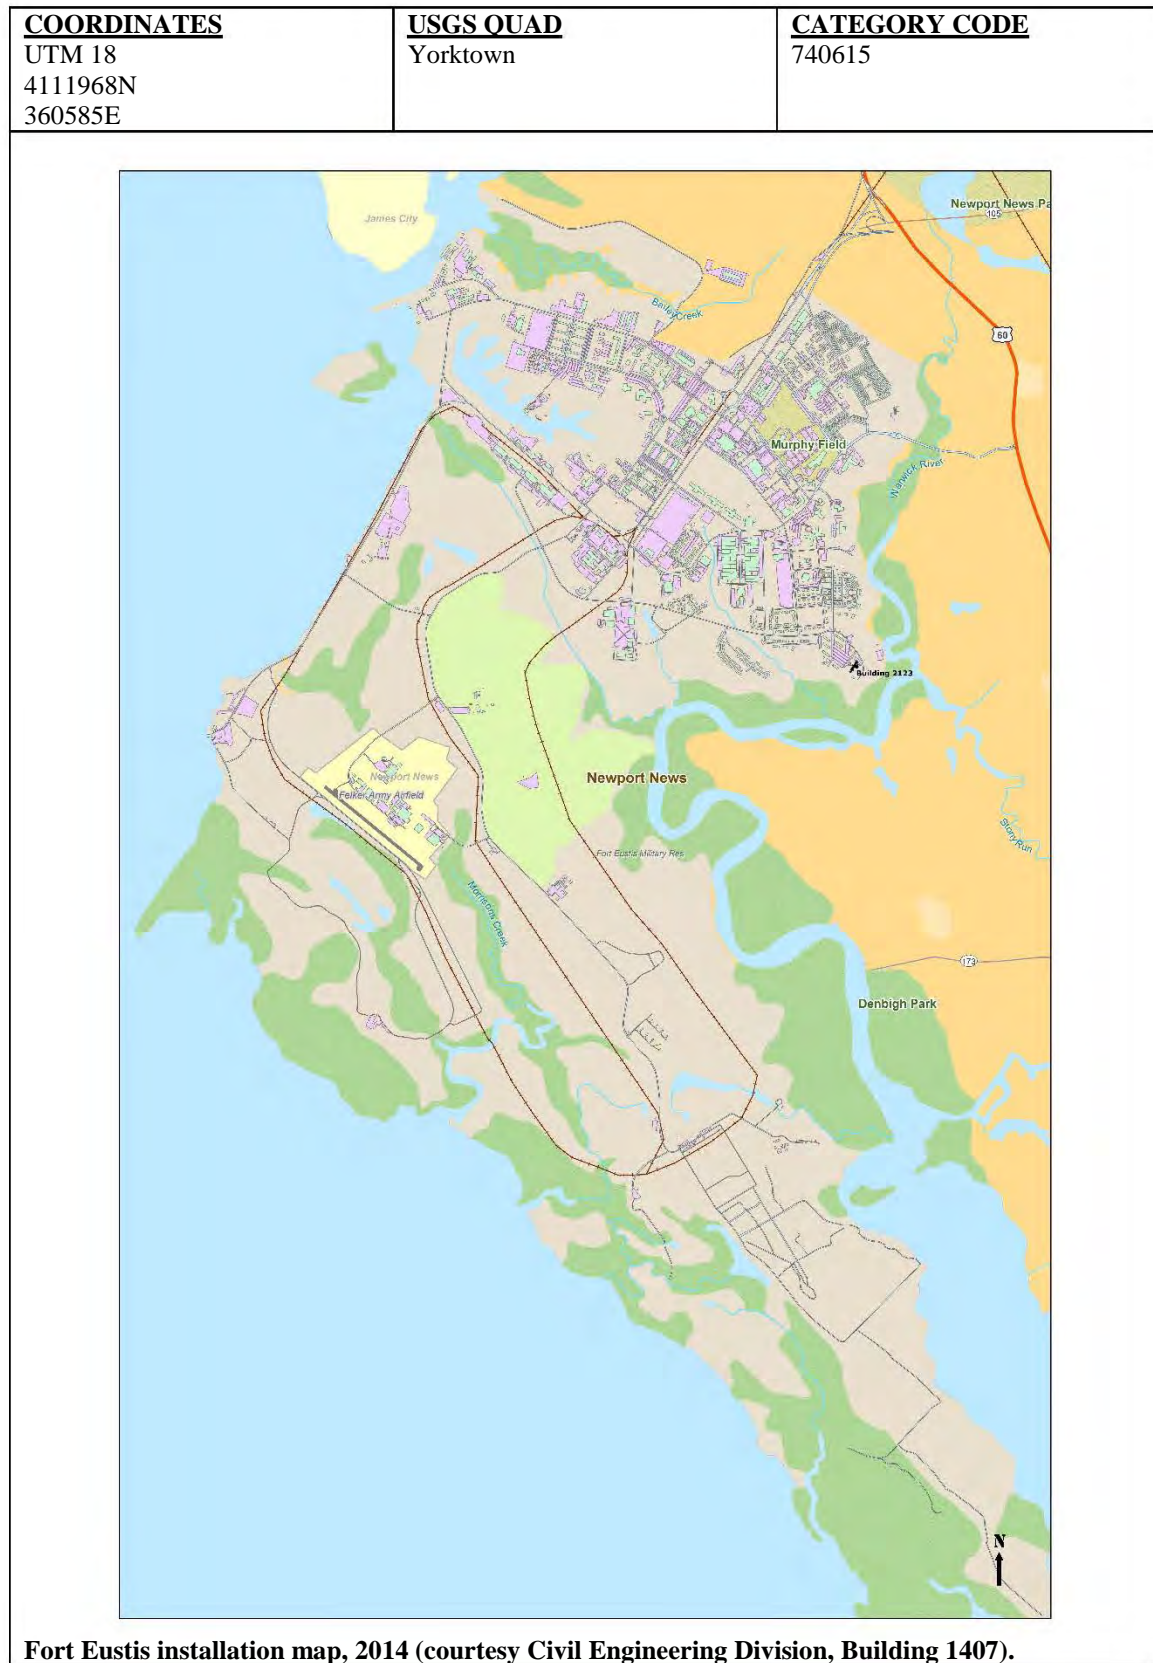 COORDINATES
UTM 18
4111968N
360585E
USGS QUAD
Yorktown
CATEGORY CODE
740615
James City
Newport News Pa
105
Bailey Creek
60
Murphy Field
Warwick River
Building 2123
Newport News
Newport News
Felker Army Airfield
Stony Run
Fort Eustis Military Res
Morrisons Creek
173
Denbigh Park
N
Fort Eustis installation map, 2014 (courtesy Civil Engineering Division, Building 1407).